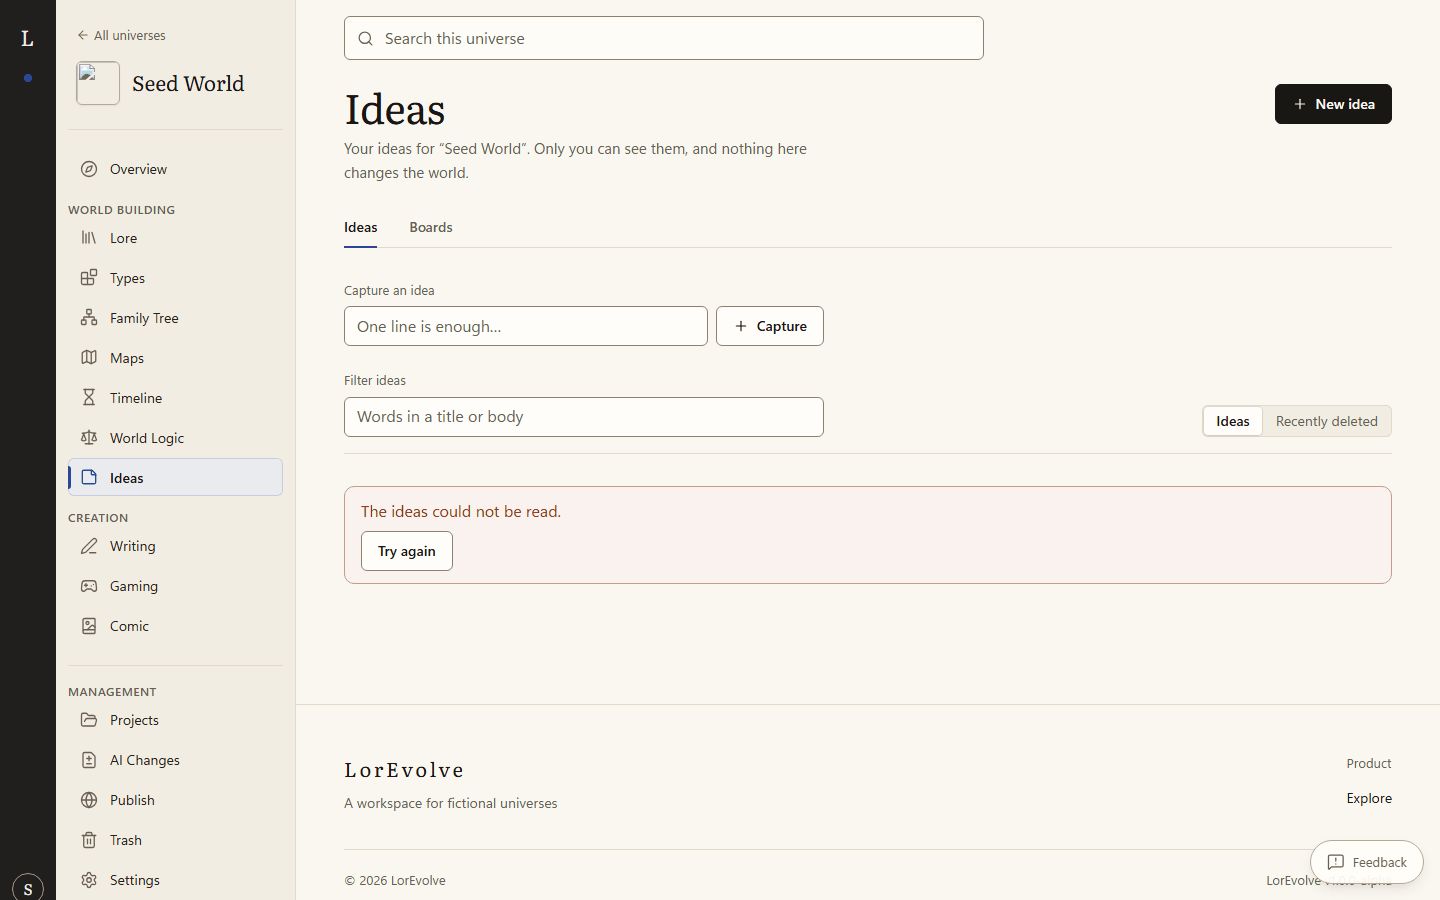 L
← All universes
Seed World
Overview
WORLD BUILDING
Lore
Types
Family Tree
Maps
Timeline
World Logic
Ideas
CREATION
Writing
Gaming
Comic
MANAGEMENT
Projects
AI Changes
Publish
Trash
Settings
S
Search this universe
Ideas
+ New idea
Your ideas for “Seed World”. Only you can see them, and nothing here
changes the world.
Ideas Boards
Capture an idea
One line is enough...
+ Capture
Filter ideas
Words in a title or body
Ideas Recently deleted
The ideas could not be read.
Try again
LorEvolve
A workspace for fictional universes
Product
Explore
Feedback
© 2026 LorEvolve
LorEvolve